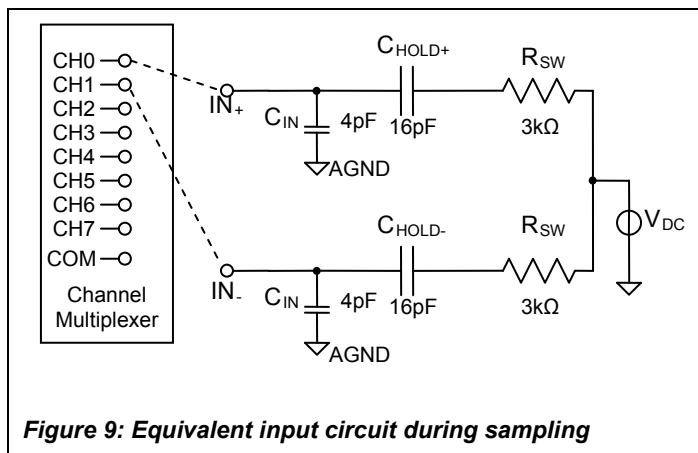 CH0
CH1
CH2
CH3
CH4
CH5
CH6
CH7
COM
Channel
Multiplexer
IN+
CIN
4pF
AGND
CHOLD+
16pF
RSW
3kΩ
VDC
IN-
CIN
4pF
AGND
CHOLD-
16pF
RSW
3kΩ
Figure 9: Equivalent input circuit during sampling